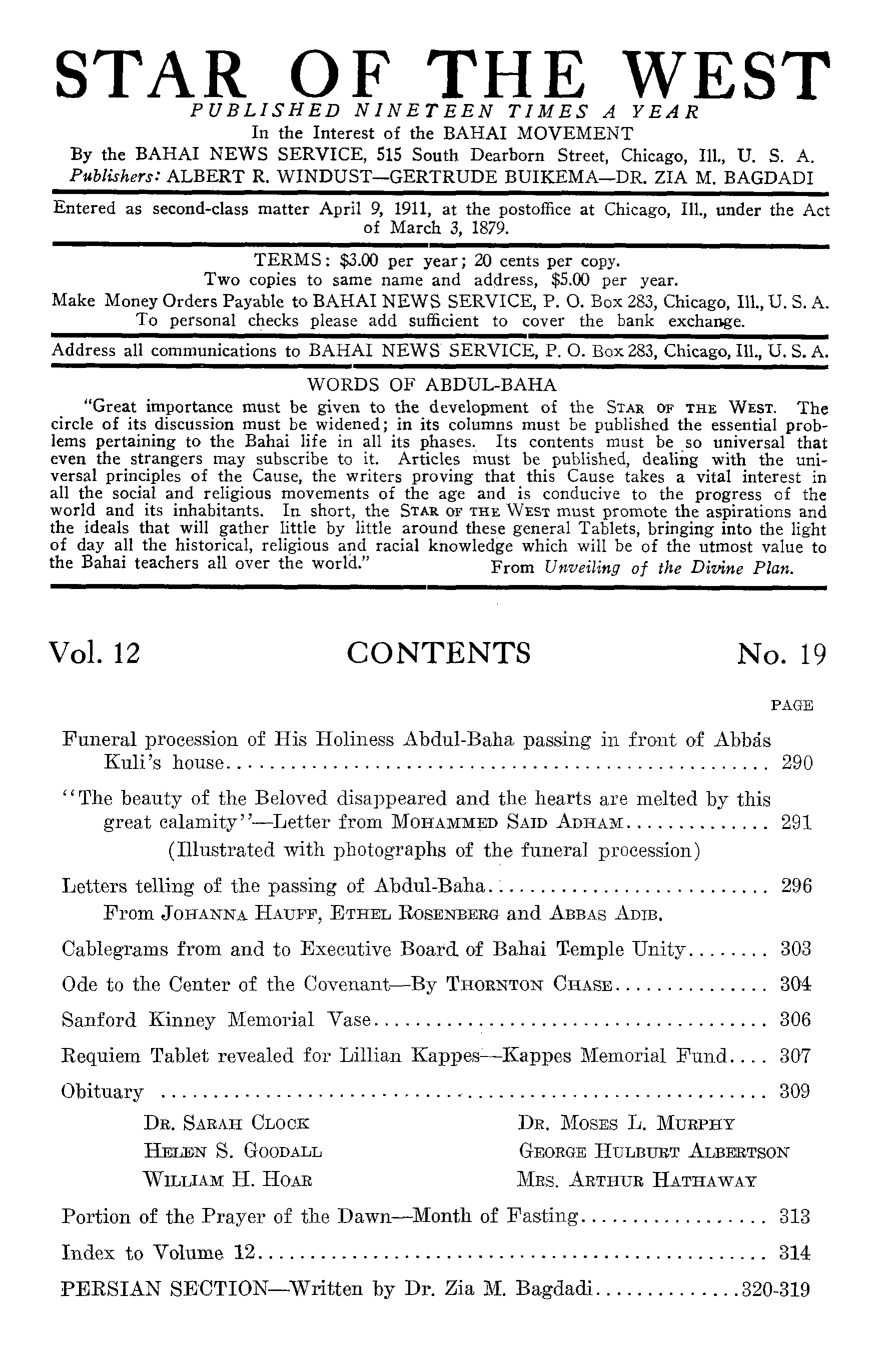 STAR OF THE WEST
PUBLISHED NINETEEN TIMES A YEAR
In the Interest of the BAHAI MOVEMENT
By the BAHAI NEWS SERVICE, 515 South Dearborn Street, Chicago, Ill., U. S. A.
Publishers: ALBERT R. WINDUST—GERTRUDE BUIKEMA—DR. ZIA M. BAGDADI
Entered as second-class matter April 9, 1911, at the postoffice at Chicago, Ill., under the Act
of March 3, 1879.
TERMS: $3.00 per year; 20 cents per copy.
Two copies to same name and address, $5.00 per year.
Make Money Orders Payable to BAHAI NEWS SERVICE, P. O. Box 283, Chicago, Ill., U. S. A.
To personal checks please add sufficient to cover the bank exchange.
Address all communications to BAHAI NEWS SERVICE, P. O. Box 283, Chicago, Ill., U. S. A.
WORDS OF ABDUL-BAHA
"Great importance must be given to the development of the STAR OF THE WEST. The
circle of its discussion must be widened; in its columns must be published the essential prob-
lems pertaining to the Bahai life in all its phases. Its contents must be so universal that
even the strangers may subscribe to it. Articles must be published, dealing with the uni-
versal principles of the Cause, the writers proving that this Cause takes a vital interest in
all the social and religious movements of the age and is conducive to the progress of the
world and its inhabitants. In short, the STAR OF THE WEST must promote the aspirations and
the ideals that will gather little by little around these general Tablets, bringing into the light
of day all the historical, religious and racial knowledge which will be of the utmost value to
the Bahai teachers all over the world." From Unveiling of the Divine Plan.
Vol. 12 CONTENTS No. 19
PAGE
Funeral procession of His Holiness Abdul-Baha passing in front of Abbás
Kuli's house.................................................... 290
"The beauty of the Beloved disappeared and the hearts are melted by this
great calamity"—Letter from MOHAMMED SAID ADHAM.............. 291
(Illustrated with photographs of the funeral procession)
Letters telling of the passing of Abdul-Baha........................... 296
From JOHANNA HAUFF, ETHEL ROSENBERG and ABBAS ADIB.
Cablegrams from and to Executive Board of Bahai Temple Unity........ 303
Ode to the Center of the Covenant—By THORNTON CHASE............... 304
Sanford Kinney Memorial Vase...................................... 306
Requiem Tablet revealed for Lillian Kappes—Kappes Memorial Fund.... 307
Obituary .......................................................... 309
DR. SARAH CLOCK DR. MOSES L. MURPHY
HELEN S. GOODALL GEORGE HULBURT ALBERTSON
WILLIAM H. HOAR MRS. ARTHUR HATHAWAY
Portion of the Prayer of the Dawn—Month of Fasting.................. 313
Index to Volume 12................................................. 314
PERSIAN SECTION—Written by Dr. Zia M. Bagdadi..............320-319